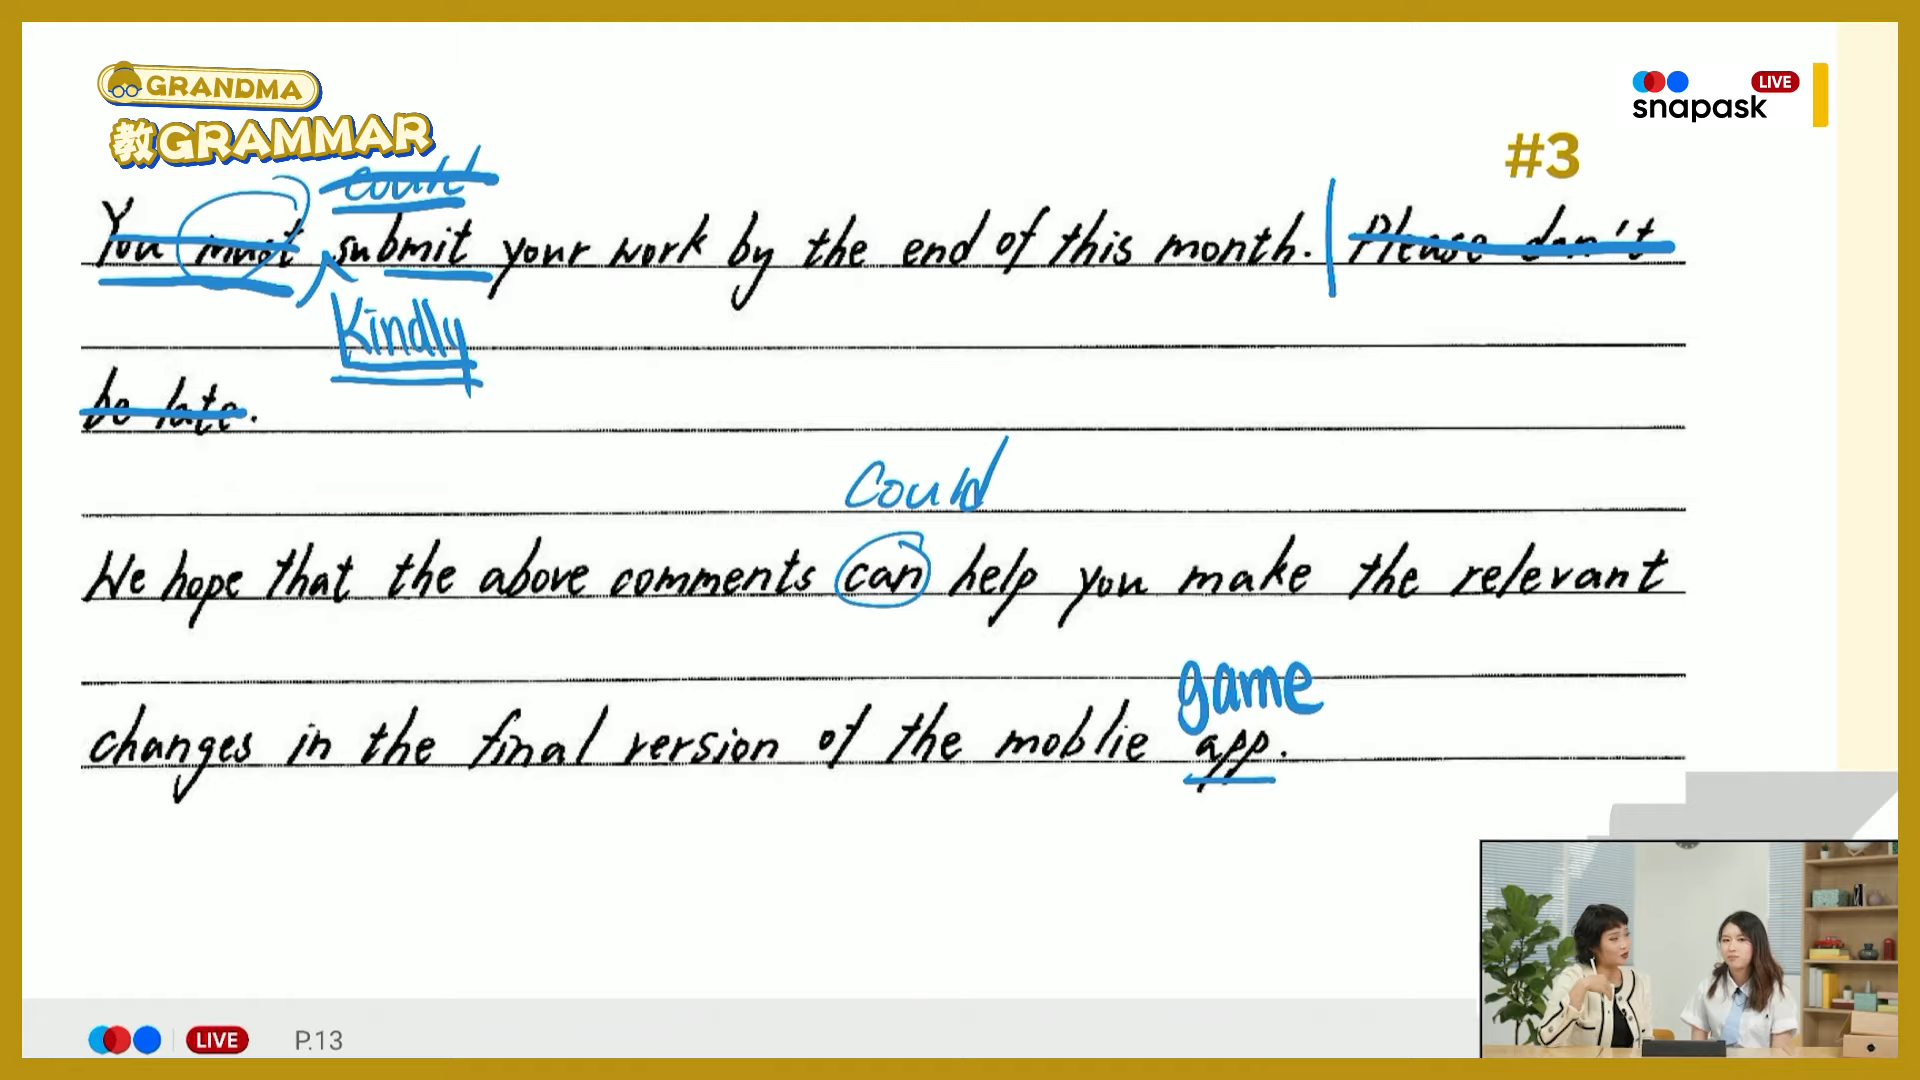 GRANDMA
教GRAMMAR
LIVE
snapask
#3
could
You must submit your work by the end of this month. Please don't
Kindly
be late.
Could
We hope that the above comments can help you make the relevant
game
changes in the final version of the moblie app.
LIVE
P.13